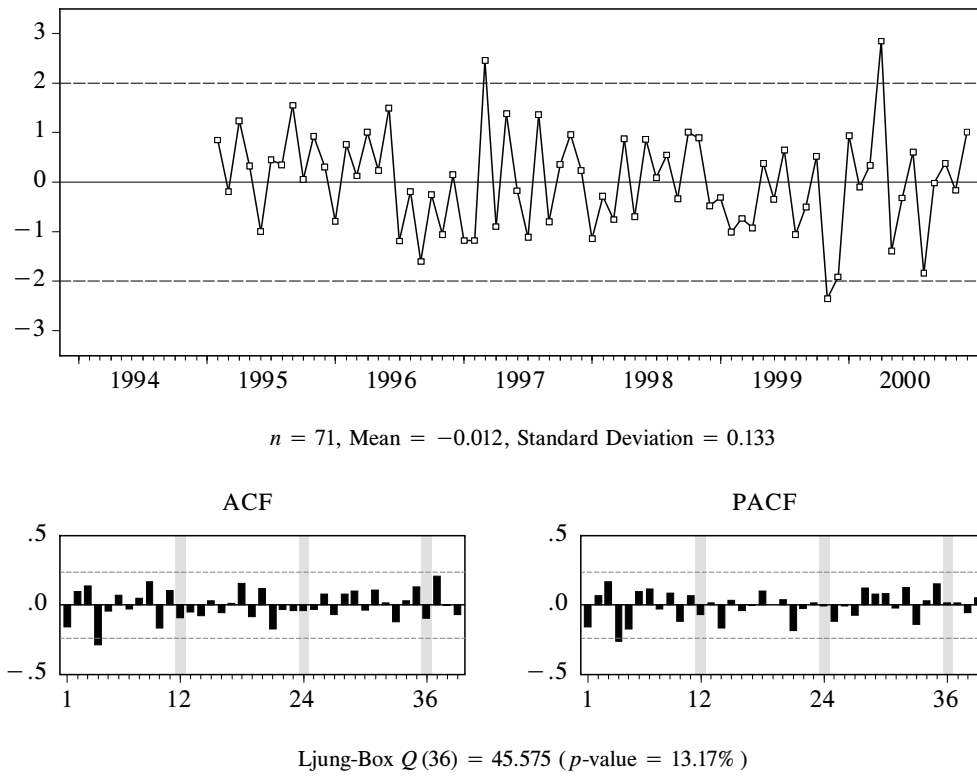 3
2
1
0
−1
−2
−3
1994 1995 1996 1997 1998 1999 2000
n = 71, Mean = −0.012, Standard Deviation = 0.133
ACF PACF
.5 .5
.0 .0
−.5 −.5
1 12 24 36 1 12 24 36
Ljung-Box Q(36) = 45.575 (p-value = 13.17%)